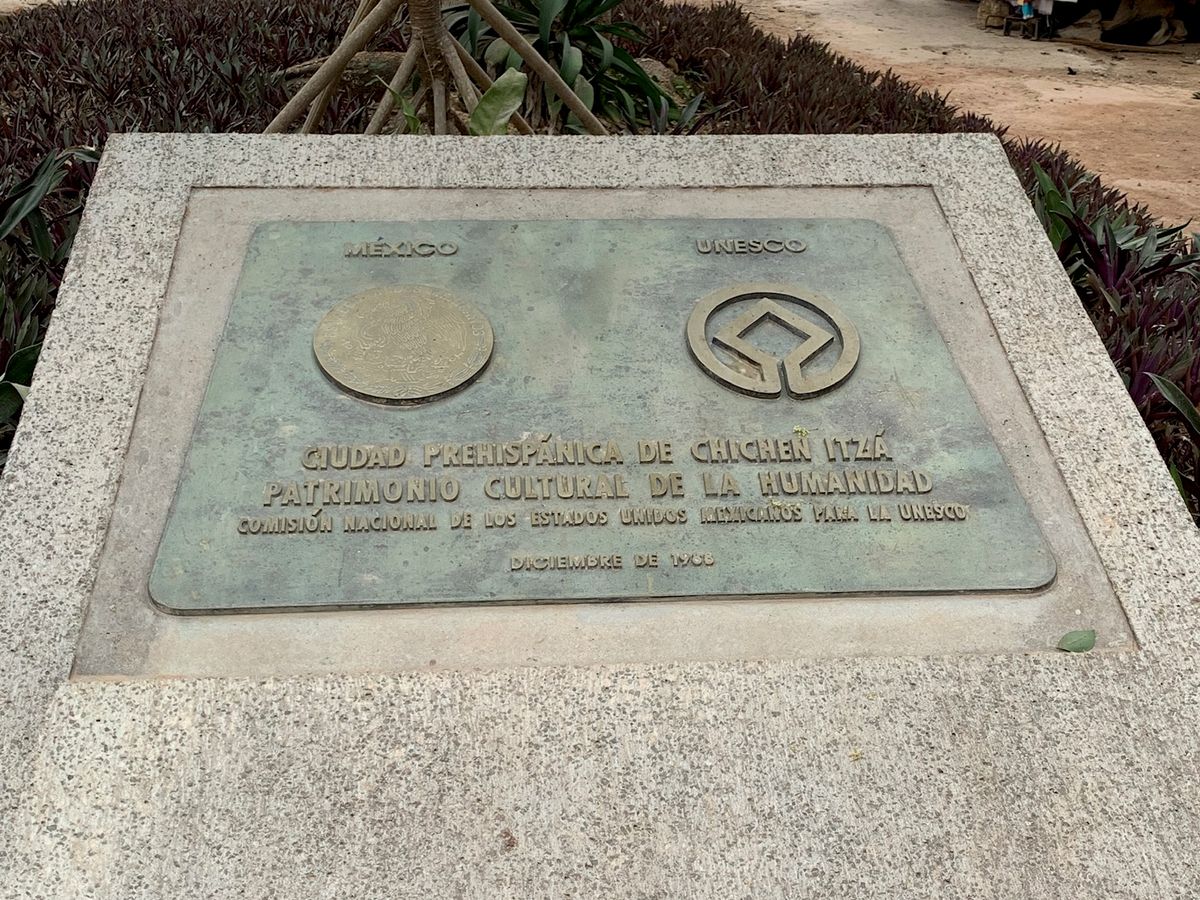 MÉXICO
UNESCO
CIUDAD PREHISPÁNICA DE CHICHEN ITZÁ
PATRIMONIO CULTURAL DE LA HUMANIDAD
COMISIÓN NACIONAL DE LOS ESTADOS UNIDOS MEXICANOS PARA LA UNESCO
DICIEMBRE DE 1988